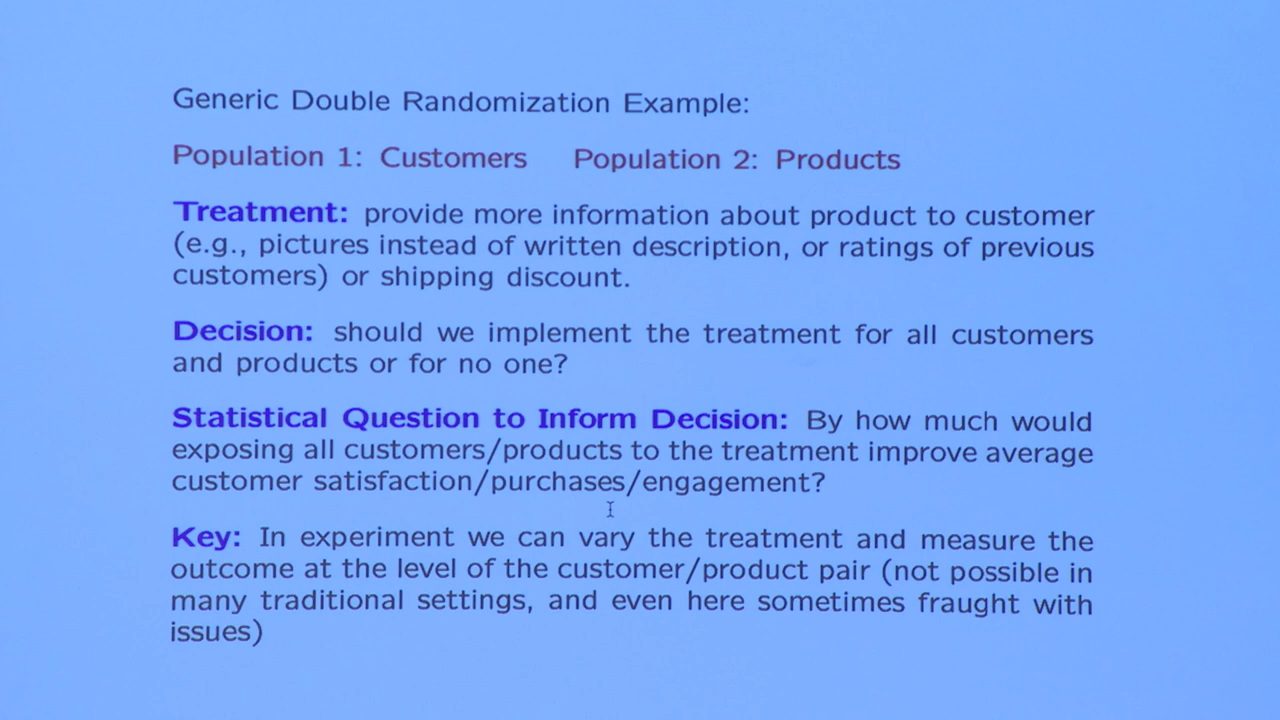 Generic Double Randomization Example:
Population 1: Customers Population 2: Products
Treatment: provide more information about product to customer
(e.g., pictures instead of written description, or ratings of previous
customers) or shipping discount.
Decision: should we implement the treatment for all customers
and products or for no one?
Statistical Question to Inform Decision: By how much would
exposing all customers/products to the treatment improve average
customer satisfaction/purchases/engagement?
Key: In experiment we can vary the treatment and measure the
outcome at the level of the customer/product pair (not possible in
many traditional settings, and even here sometimes fraught with
issues)